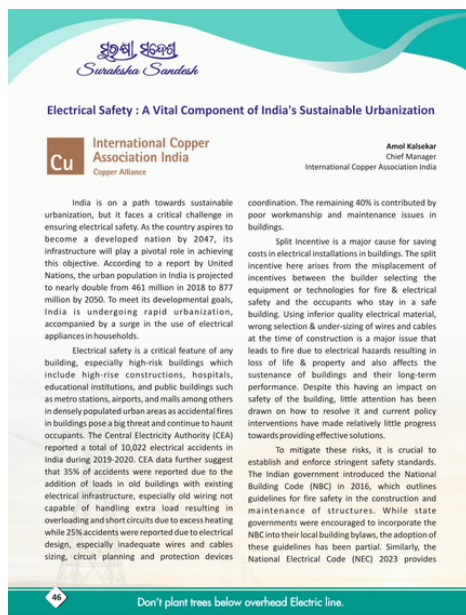 ସୁରକ୍ଷା ସନ୍ଦେଶ
Suraksha Sandesh
Electrical Safety : A Vital Component of India's Sustainable Urbanization
Cu
International Copper
Association India
Copper Alliance
Amol Kalsekar
Chief Manager
International Copper Association India
India is on a path towards sustainable
urbanization, but it faces a critical challenge in
ensuring electrical safety. As the country aspires to
become a developed nation by 2047, its
infrastructure will play a pivotal role in achieving
this objective. According to a report by United
Nations, the urban population in India is projected
to nearly double from 461 million in 2018 to 877
million by 2050. To meet its developmental goals,
India is undergoing rapid urbanization,
accompanied by a surge in the use of electrical
appliances in households.
Electrical safety is a critical feature of any
building, especially high-risk buildings which
include high-rise constructions, hospitals,
educational institutions, and public buildings such
as metro stations, airports, and malls among others
in densely populated urban areas as accidental fires
in buildings pose a big threat and continue to haunt
occupants. The Central Electricity Authority (CEA)
reported a total of 10,022 electrical accidents in
India during 2019-2020. CEA data further suggest
that 35% of accidents were reported due to the
addition of loads in old buildings with existing
electrical infrastructure, especially old wiring not
capable of handling extra load resulting in
overloading and short circuits due to excess heating
while 25% accidents were reported due to electrical
design, especially inadequate wires and cables
sizing, circuit planning and protection devices
coordination. The remaining 40% is contributed by
poor workmanship and maintenance issues in
buildings.
Split Incentive is a major cause for saving
costs in electrical installations in buildings. The split
incentive here arises from the misplacement of
incentives between the builder selecting the
equipment or technologies for fire & electrical
safety and the occupants who stay in a safe
building. Using inferior quality electrical material,
wrong selection & under-sizing of wires and cables
at the time of construction is a major issue that
leads to fire due to electrical hazards resulting in
loss of life & property and also affects the
sustenance of buildings and their long-term
performance. Despite this having an impact on
safety of the building, little attention has been
drawn on how to resolve it and current policy
interventions have made relatively little progress
towards providing effective solutions.
To mitigate these risks, it is crucial to
establish and enforce stringent safety standards.
The Indian government introduced the National
Building Code (NBC) in 2016, which outlines
guidelines for fire safety in the construction and
maintenance of structures. While state
governments were encouraged to incorporate the
NBC into their local building bylaws, the adoption of
these guidelines has been partial. Similarly, the
National Electrical Code (NEC) 2023 provides
46
Don't plant trees below overhead Electric line.